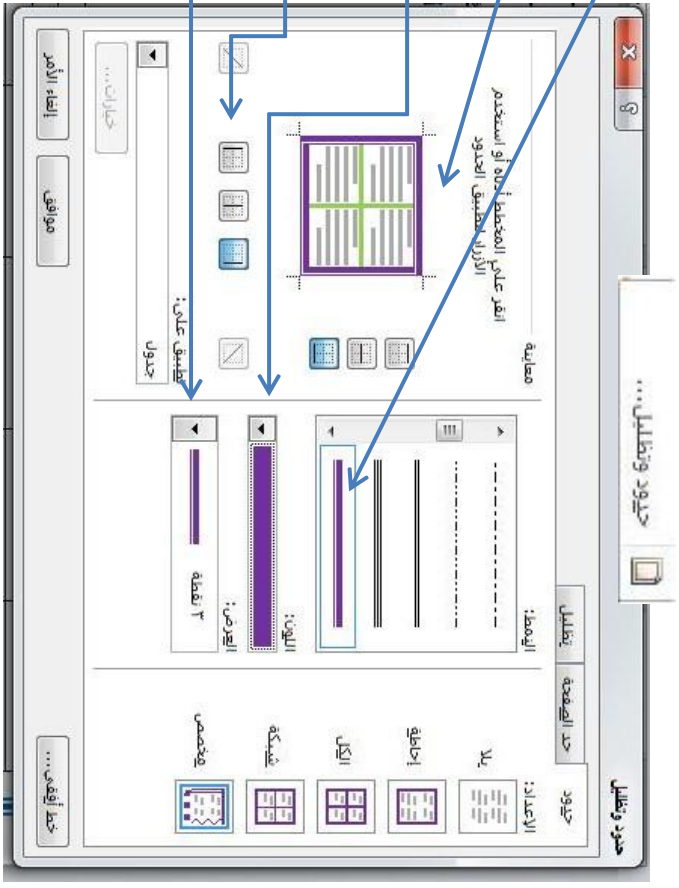 حدود وتظليل...
حدود وتظليل
حدود
حد الصفحة
تظليل
الإعداد:
بلا
إحاطة
الكل
شبكة
مخصص
النمط:
اللون:
العرض:
٣ نقطة
معاينة
انقر على المخطط أدناه أو استخدم
الأزرار لتطبيق الحدود
تطبيق على:
جدول
خيارات...
خط أفقي...
موافق
إلغاء الأمر